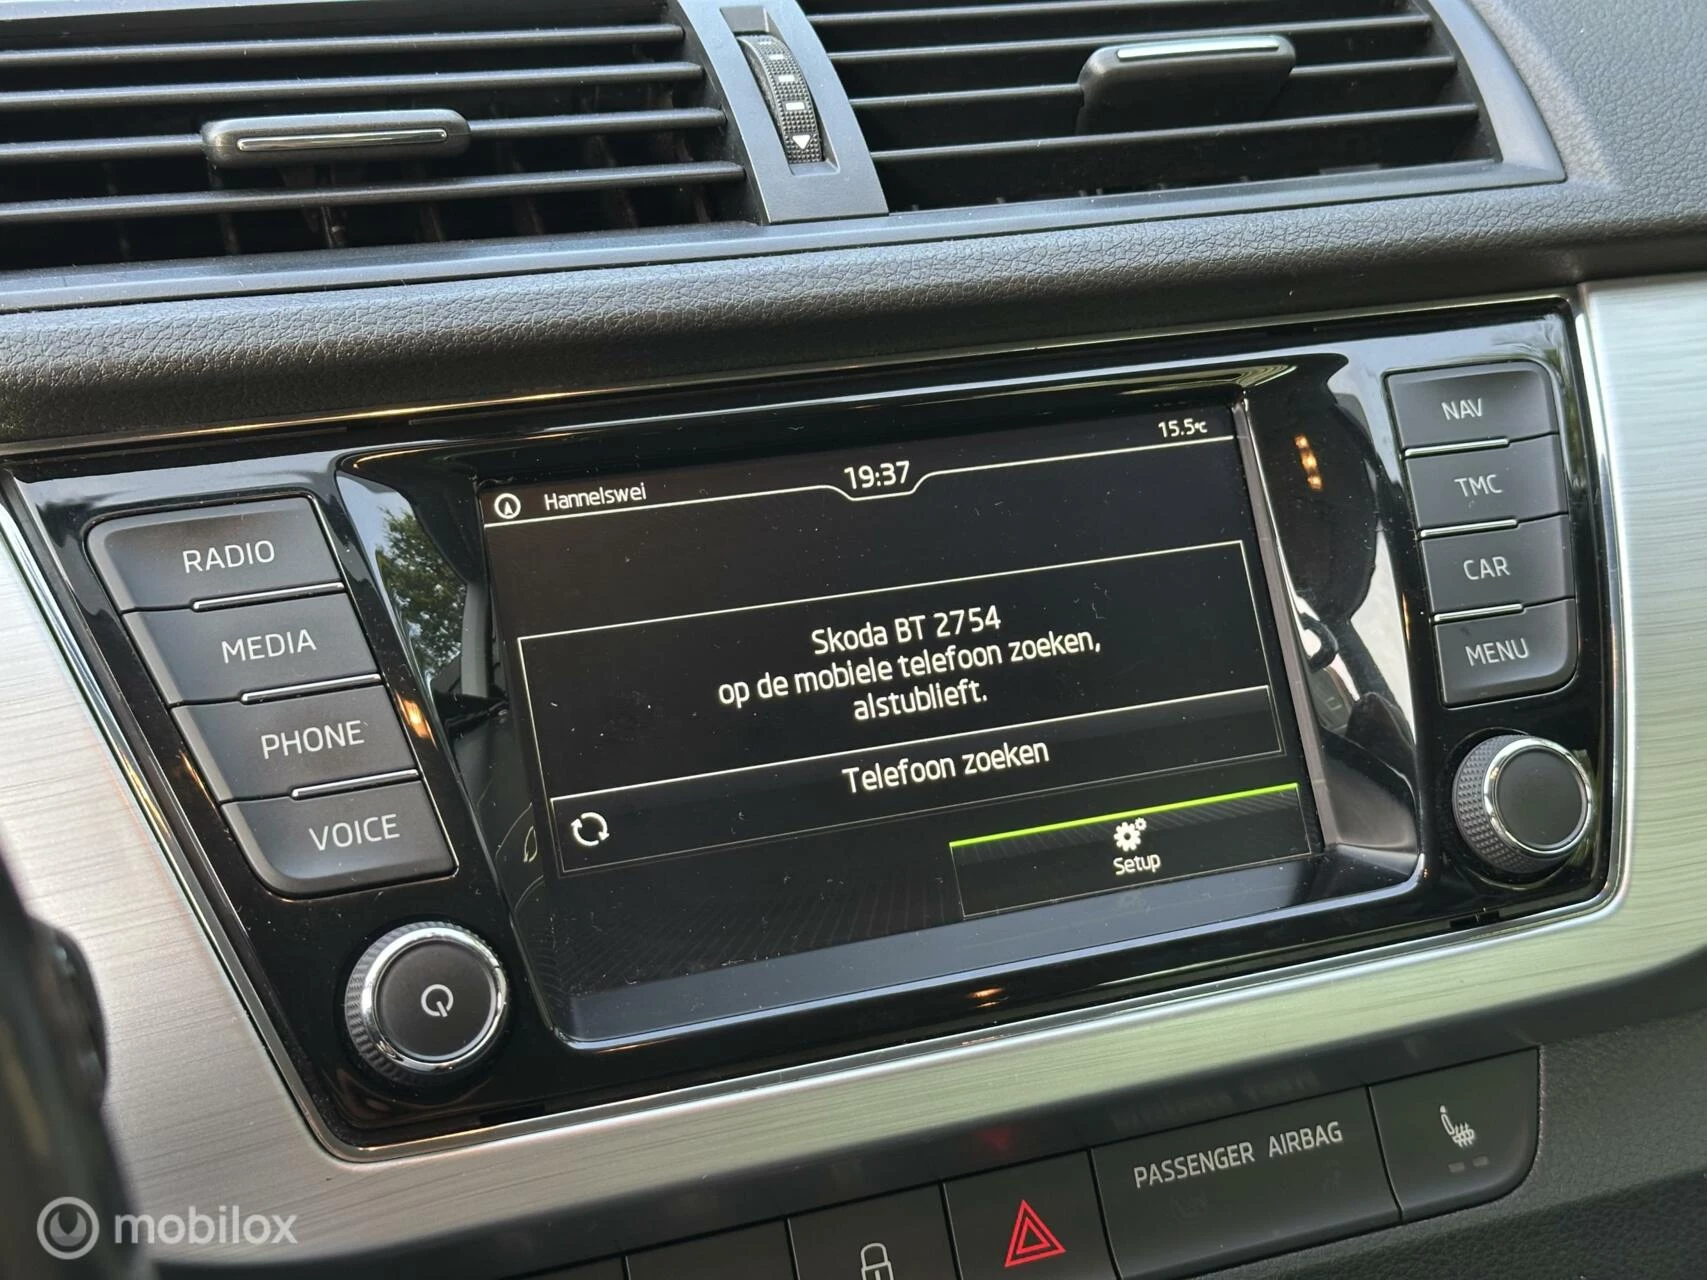 15.5°C
19:37
Hannelswei
NAV
TMC
CAR
MENU
RADIO
MEDIA
PHONE
VOICE
Skoda BT 2754
op de mobiele telefoon zoeken,
alstublieft.
Telefoon zoeken
Setup
PASSENGER AIRBAG
mobilox